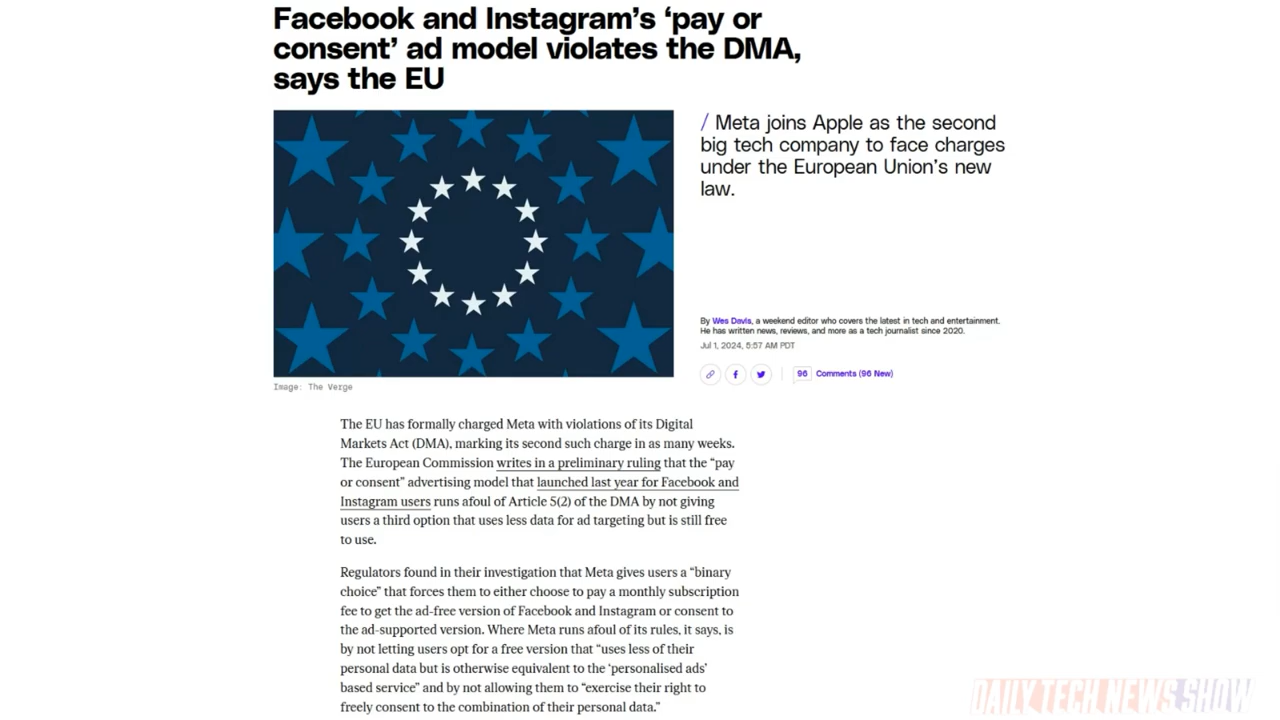 Facebook and Instagram's ‘pay or
consent’ ad model violates the DMA,
says the EU
/ Meta joins Apple as the second
big tech company to face charges
under the European Union's new
law.
By Wes Davis, a weekend editor who covers the latest in tech and entertainment.
He has written news, reviews, and more as a tech journalist since 2020.
Jul 1, 2024, 5:57 AM PDT
96 Comments (96 New)
Image: The Verge
The EU has formally charged Meta with violations of its Digital
Markets Act (DMA), marking its second such charge in as many weeks.
The European Commission writes in a preliminary ruling that the “pay
or consent” advertising model that launched last year for Facebook and
Instagram users runs afoul of Article 5(2) of the DMA by not giving
users a third option that uses less data for ad targeting but is still free
to use.
Regulators found in their investigation that Meta gives users a “binary
choice” that forces them to either choose to pay a monthly subscription
fee to get the ad-free version of Facebook and Instagram or consent to
the ad-supported version. Where Meta runs afoul of its rules, it says, is
by not letting users opt for a free version that “uses less of their
personal data but is otherwise equivalent to the ‘personalised ads’
based service” and by not allowing them to “exercise their right to
freely consent to the combination of their personal data.”
DAILY TECH NEWS SHOW